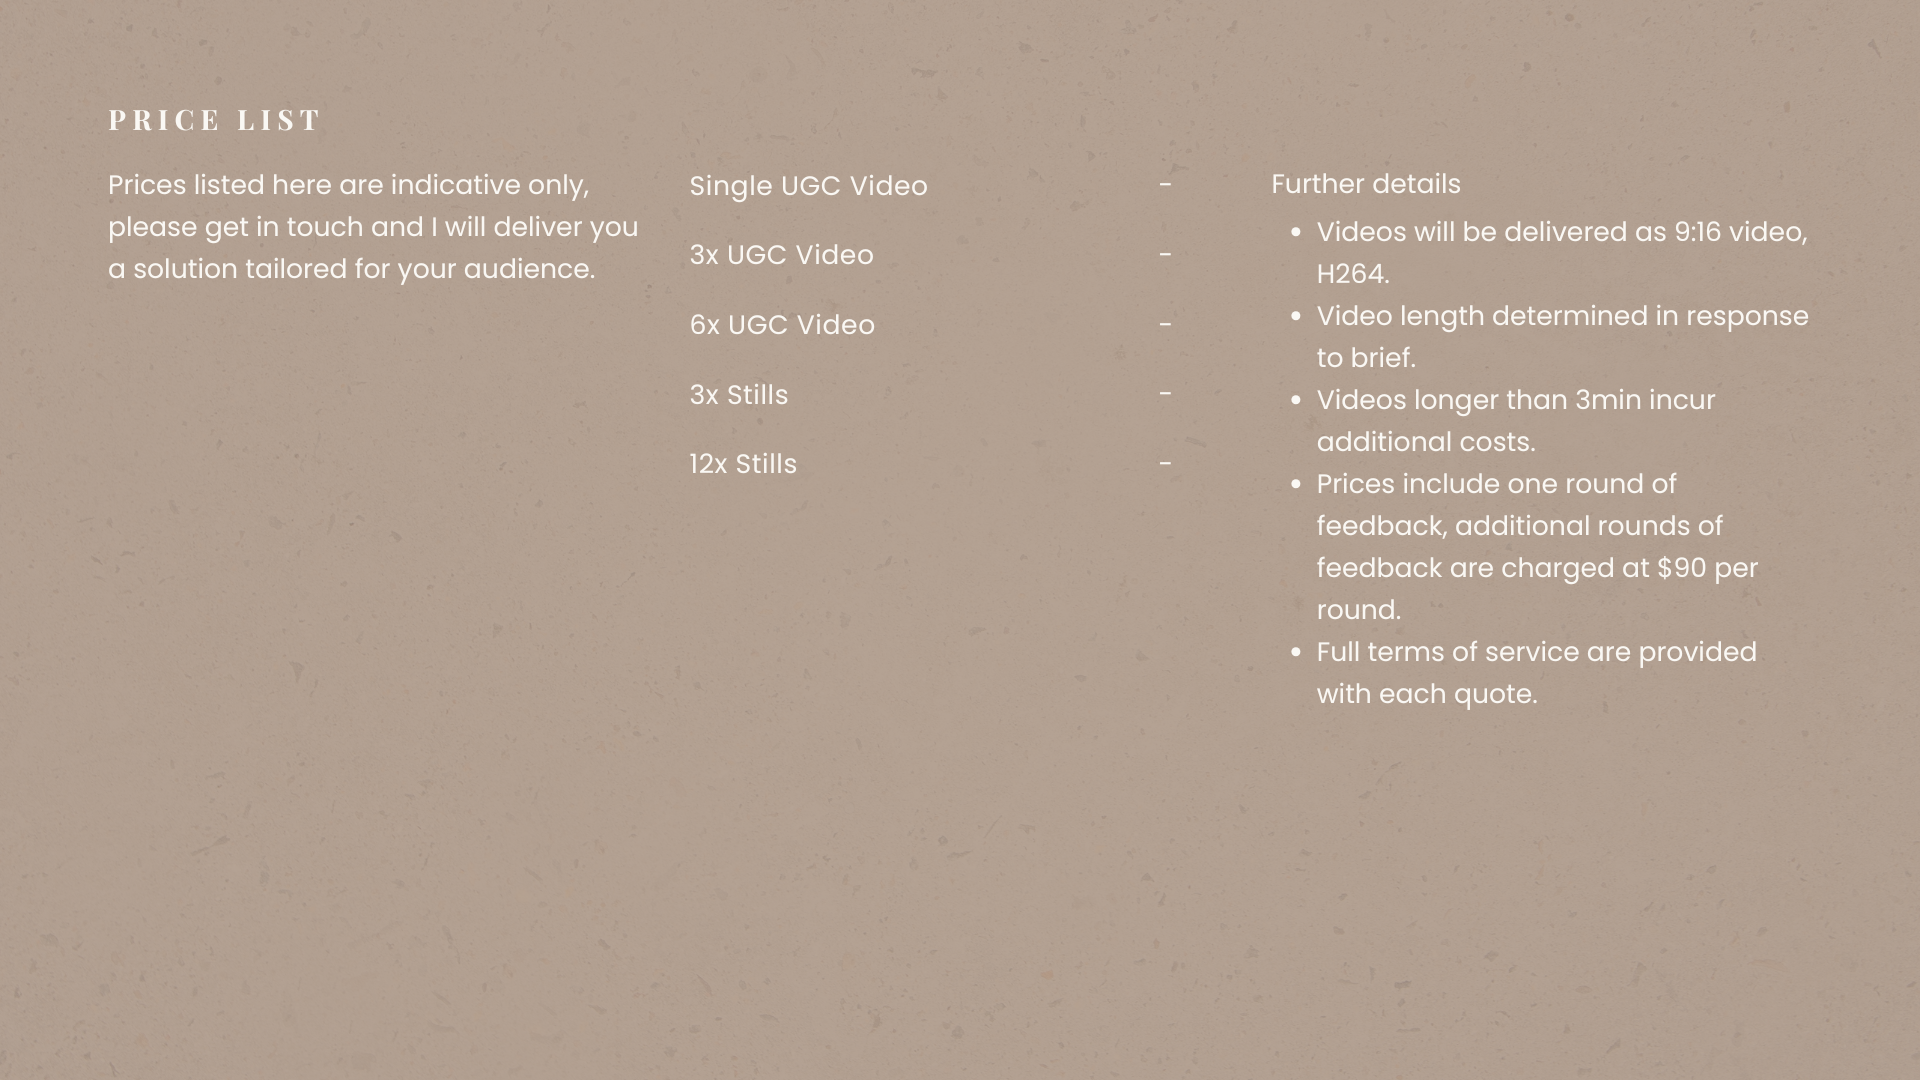 PRICE LIST
Prices listed here are indicative only,
please get in touch and I will deliver you
a solution tailored for your audience.
Single UGC Video -
3x UGC Video -
6x UGC Video -
3x Stills -
12x Stills -
Further details
• Videos will be delivered as 9:16 video,
H264.
• Video length determined in response
to brief.
• Videos longer than 3min incur
additional costs.
• Prices include one round of
feedback, additional rounds of
feedback are charged at $90 per
round.
• Full terms of service are provided
with each quote.